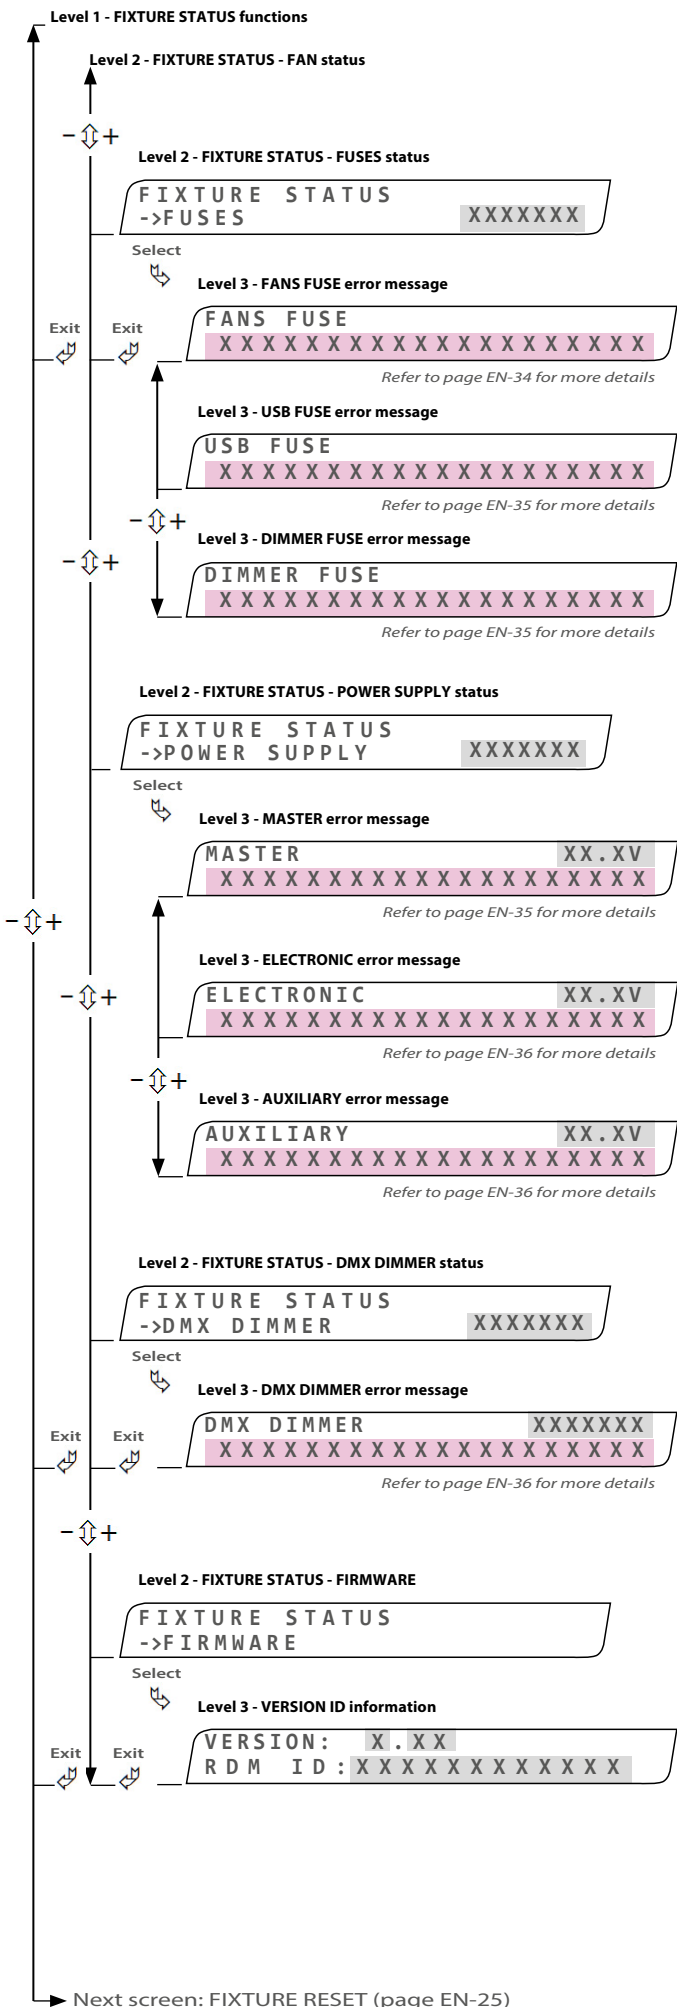 Level 1 - FIXTURE STATUS functions
Level 2 - FIXTURE STATUS - FAN status
- +
Level 2 - FIXTURE STATUS - FUSES status
FIXTURE STATUS
->FUSES XXXXXXX
Select
Level 3 - FANS FUSE error message
Exit Exit
FANS FUSE
XXXXXXXXXXXXXXXXXXXX
Refer to page EN-34 for more details
Level 3 - USB FUSE error message
USB FUSE
XXXXXXXXXXXXXXXXXXXX
Refer to page EN-35 for more details
- +
Level 3 - DIMMER FUSE error message
- +
DIMMER FUSE
XXXXXXXXXXXXXXXXXXXX
Refer to page EN-35 for more details
Level 2 - FIXTURE STATUS - POWER SUPPLY status
FIXTURE STATUS
->POWER SUPPLY XXXXXXX
Select
Level 3 - MASTER error message
MASTER XX.XV
XXXXXXXXXXXXXXXXXXXX
Refer to page EN-35 for more details
- +
Level 3 - ELECTRONIC error message
- +
ELECTRONIC XX.XV
XXXXXXXXXXXXXXXXXXXX
Refer to page EN-36 for more details
- +
Level 3 - AUXILIARY error message
AUXILIARY XX.XV
XXXXXXXXXXXXXXXXXXXX
Refer to page EN-36 for more details
Level 2 - FIXTURE STATUS - DMX DIMMER status
FIXTURE STATUS
->DMX DIMMER XXXXXXX
Select
Level 3 - DMX DIMMER error message
Exit Exit
DMX DIMMER XXXXXXX
XXXXXXXXXXXXXXXXXXXX
Refer to page EN-36 for more details
- +
Level 2 - FIXTURE STATUS - FIRMWARE
FIXTURE STATUS
->FIRMWARE
Select
Level 3 - VERSION ID information
Exit Exit
VERSION: X.XX
RDM ID:XXXXXXXXXXXX
Next screen: FIXTURE RESET (page EN-25)